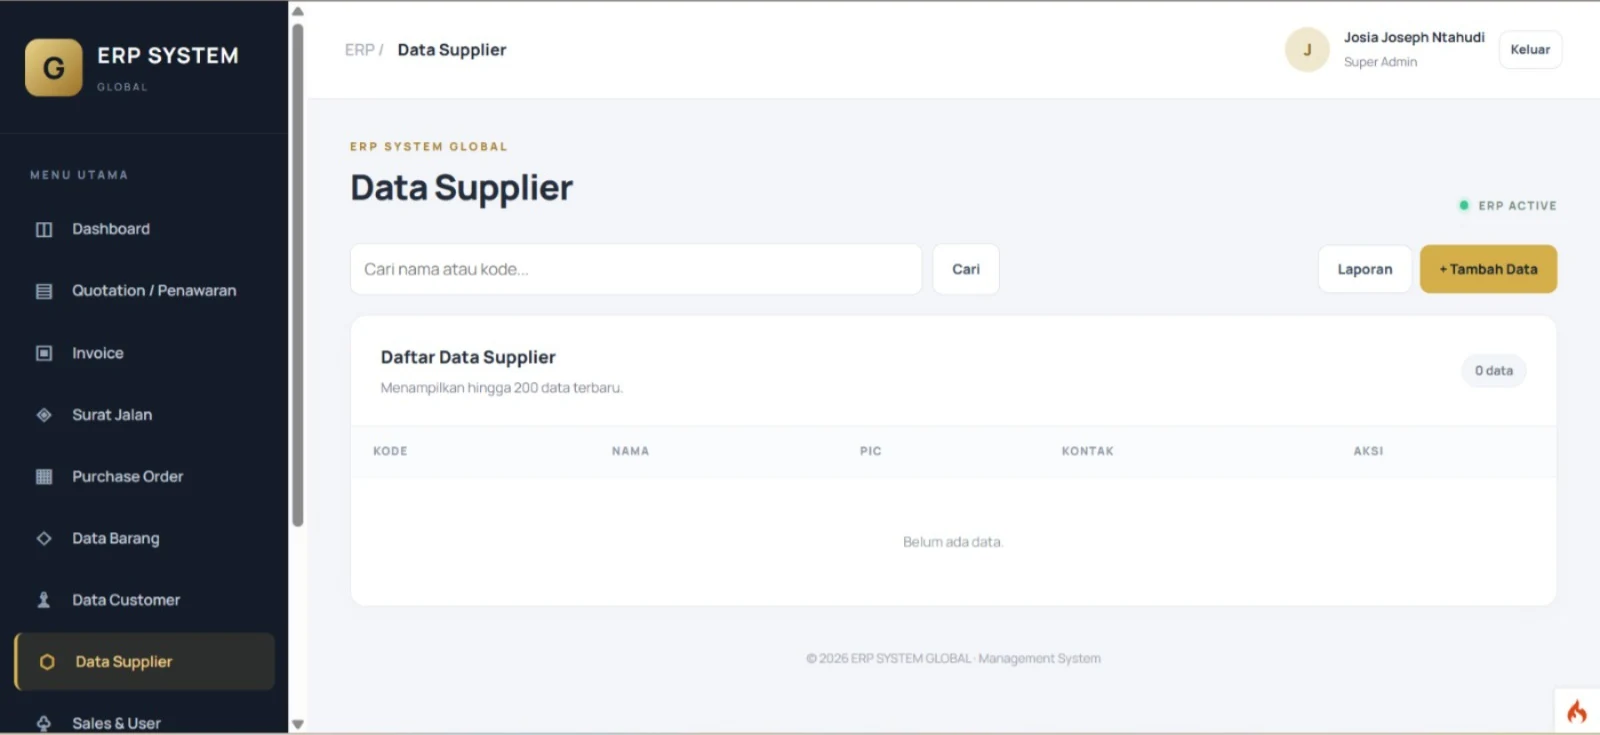 G
ERP SYSTEM
GLOBAL
MENU UTAMA
Dashboard
Quotation / Penawaran
Invoice
Surat Jalan
Purchase Order
Data Barang
Data Customer
Data Supplier
Sales & User
ERP / Data Supplier
J
Josia Joseph Ntahudi
Super Admin
Keluar
ERP SYSTEM GLOBAL
Data Supplier
ERP ACTIVE
Cari nama atau kode...
Cari
Laporan
+ Tambah Data
Daftar Data Supplier
Menampilkan hingga 200 data terbaru.
0 data
KODE NAMA PIC KONTAK AKSI
Belum ada data.
© 2026 ERP SYSTEM GLOBAL · Management System